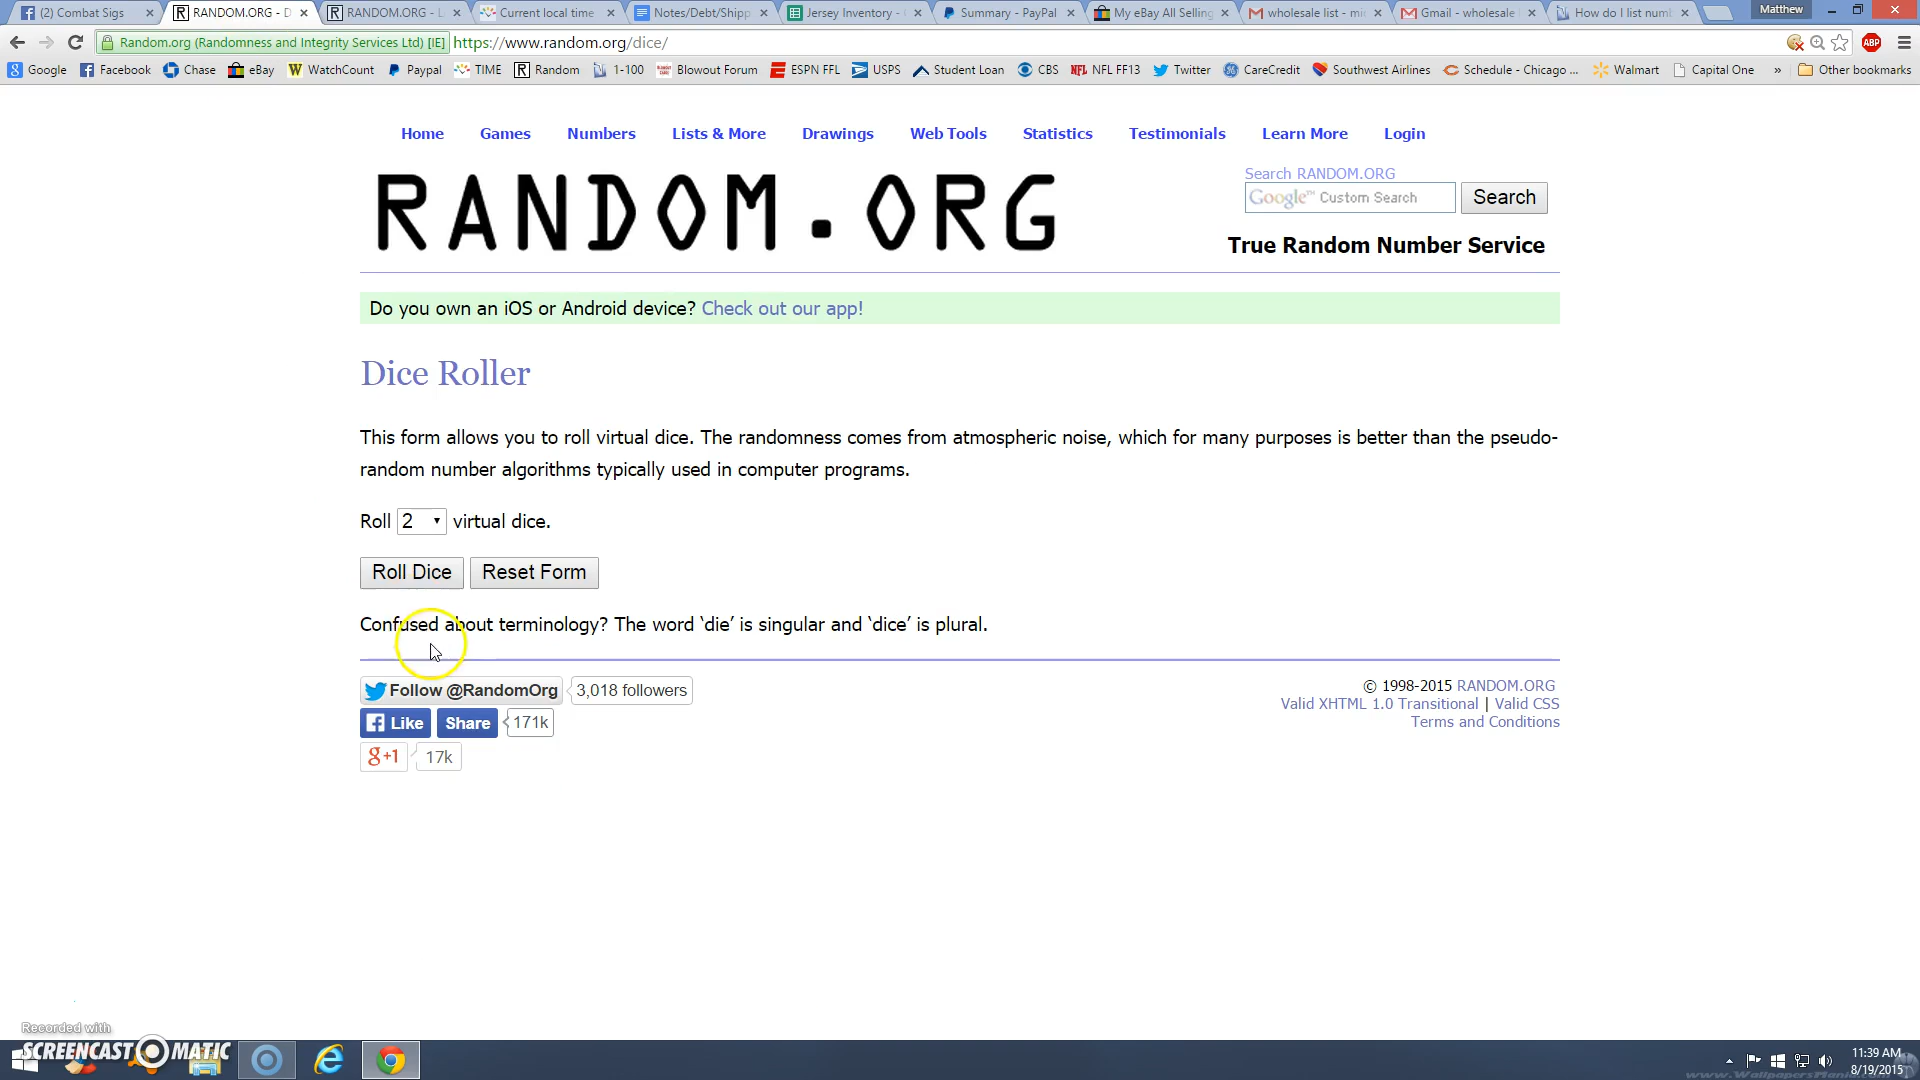 (2) Combat Sigs
RANDOM.ORG - D
RANDOM.ORG - L
Current local time
Notes/Debt/Shipp
Jersey Inventory -
Summary - PayPal
My eBay All Selling
wholesale list - mi
Gmail - wholesale
How do I list num
Matthew
Random.org (Randomness and Integrity Services Ltd) [IE] https://www.random.org/dice/
ABP
Google Facebook Chase eBay WatchCount Paypal TIME Random 1-100 Blowout Forum ESPN FFL USPS Student Loan CBS NFL FF13 Twitter CareCredit Southwest Airlines Schedule - Chicago ... Walmart Capital One » Other bookmarks
Home Games Numbers Lists & More Drawings Web Tools Statistics Testimonials Learn More Login
RANDOM.ORG
Search RANDOM.ORG
Google™ Custom Search Search
True Random Number Service
Do you own an iOS or Android device? Check out our app!
Dice Roller
This form allows you to roll virtual dice. The randomness comes from atmospheric noise, which for many purposes is better than the pseudo-
random number algorithms typically used in computer programs.
Roll 2 virtual dice.
Roll Dice Reset Form
Confused about terminology? The word ‘die’ is singular and ‘dice’ is plural.
Follow @RandomOrg 3,018 followers
Like Share 171k
g+1 17k
© 1998-2015 RANDOM.ORG
Valid XHTML 1.0 Transitional | Valid CSS
Terms and Conditions
Recorded with
SCREENCAST MATIC
11:39 AM
8/19/2015